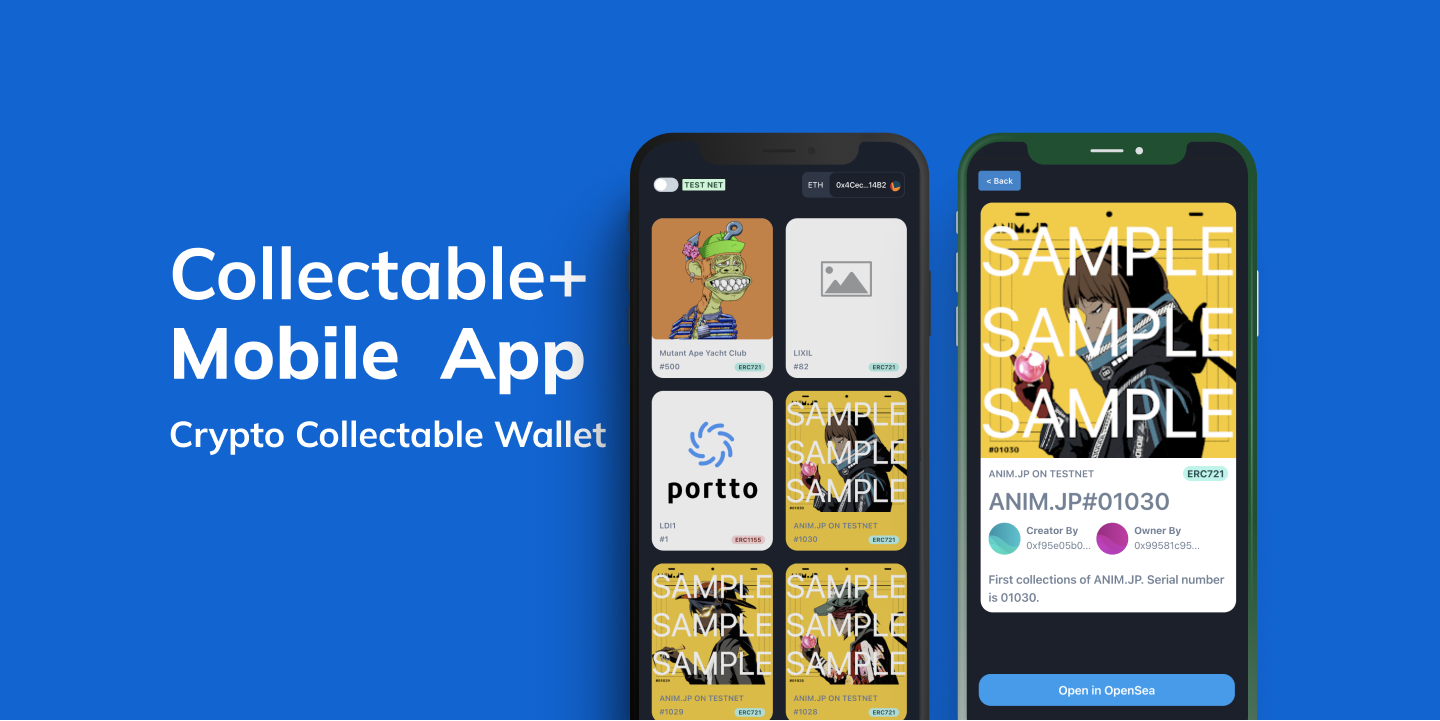 Collectable+
Mobile App
Crypto Collectable Wallet
TEST NET
ETH
0x4Cec...14B2
Mutant Ape Yacht Club
#500
ERC721
LIXIL
#82
ERC721
portto
LDI1
#1
ERC1155
SAMPLE
SAMPLE
SAMPLE
ANIM.JP ON TESTNET
#1030
ERC721
SAMPLE
SAMPLE
SAMPLE
ANIM.JP ON TESTNET
#1029
ERC721
SAMPLE
SAMPLE
SAMPLE
ANIM.JP ON TESTNET
#1028
ERC721
< Back
ANIM.JP
SAMPLE
SAMPLE
SAMPLE
#01030
ANIM.JP ON TESTNET
ERC721
ANIM.JP#01030
Creator By
0xf95e05b0...
Owner By
0x99581c95...
First collections of ANIM.JP. Serial number
is 01030.
Open in OpenSea